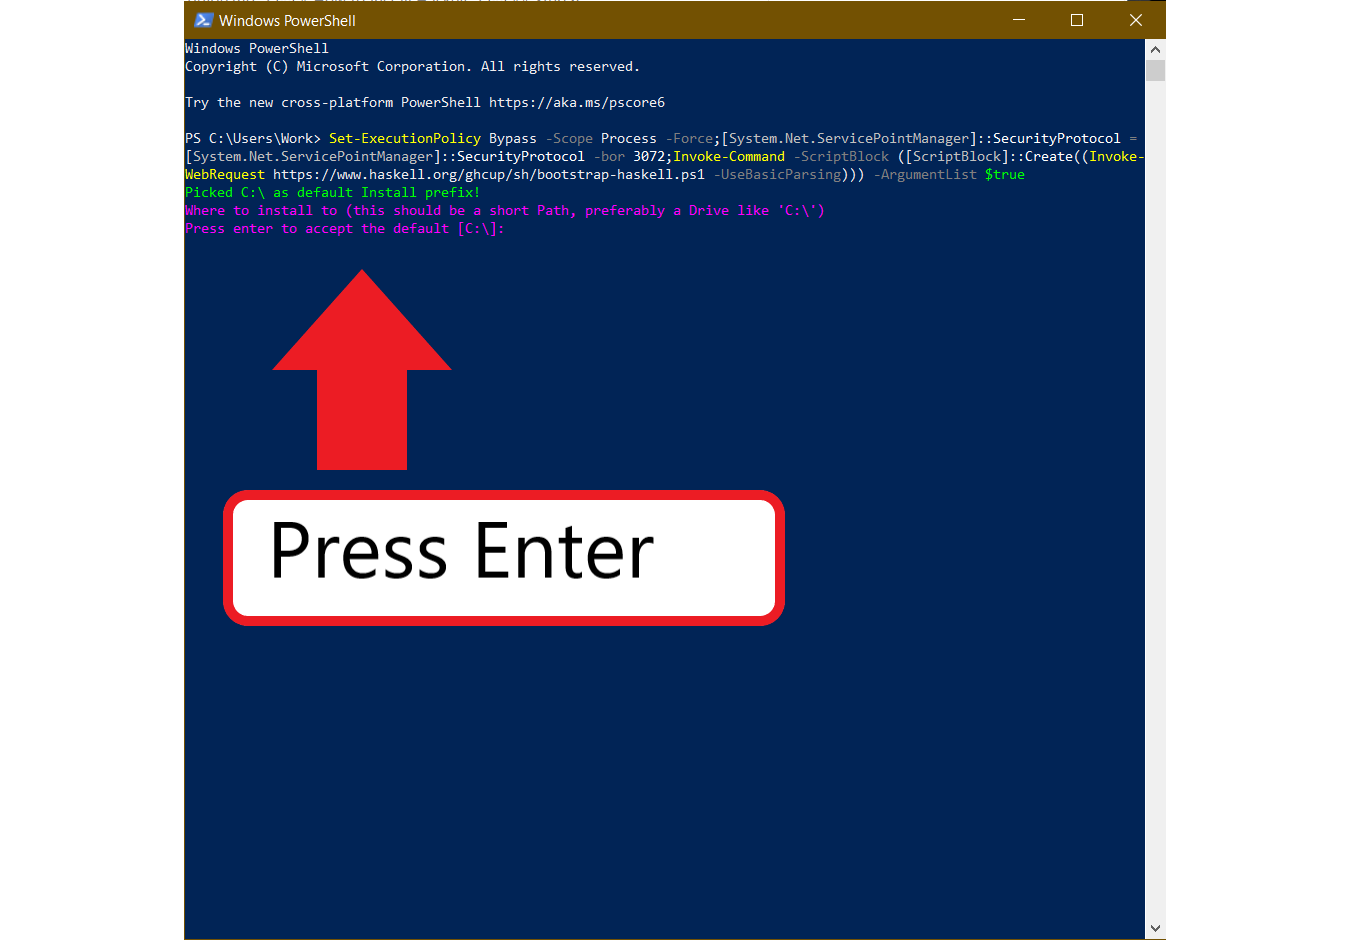 Windows PowerShell
Windows PowerShell
Copyright (C) Microsoft Corporation. All rights reserved.
Try the new cross-platform PowerShell https://aka.ms/pscore6
PS C:\Users\Work> Set-ExecutionPolicy Bypass -Scope Process -Force;[System.Net.ServicePointManager]::SecurityProtocol =
[System.Net.ServicePointManager]::SecurityProtocol -bor 3072;Invoke-Command -ScriptBlock ([ScriptBlock]::Create((Invoke-
WebRequest https://www.haskell.org/ghcup/sh/bootstrap-haskell.ps1 -UseBasicParsing))) -ArgumentList $true
Picked C:\ as default Install prefix!
Where to install to (this should be a short Path, preferably a Drive like 'C:\')
Press enter to accept the default [C:\]:
Press Enter